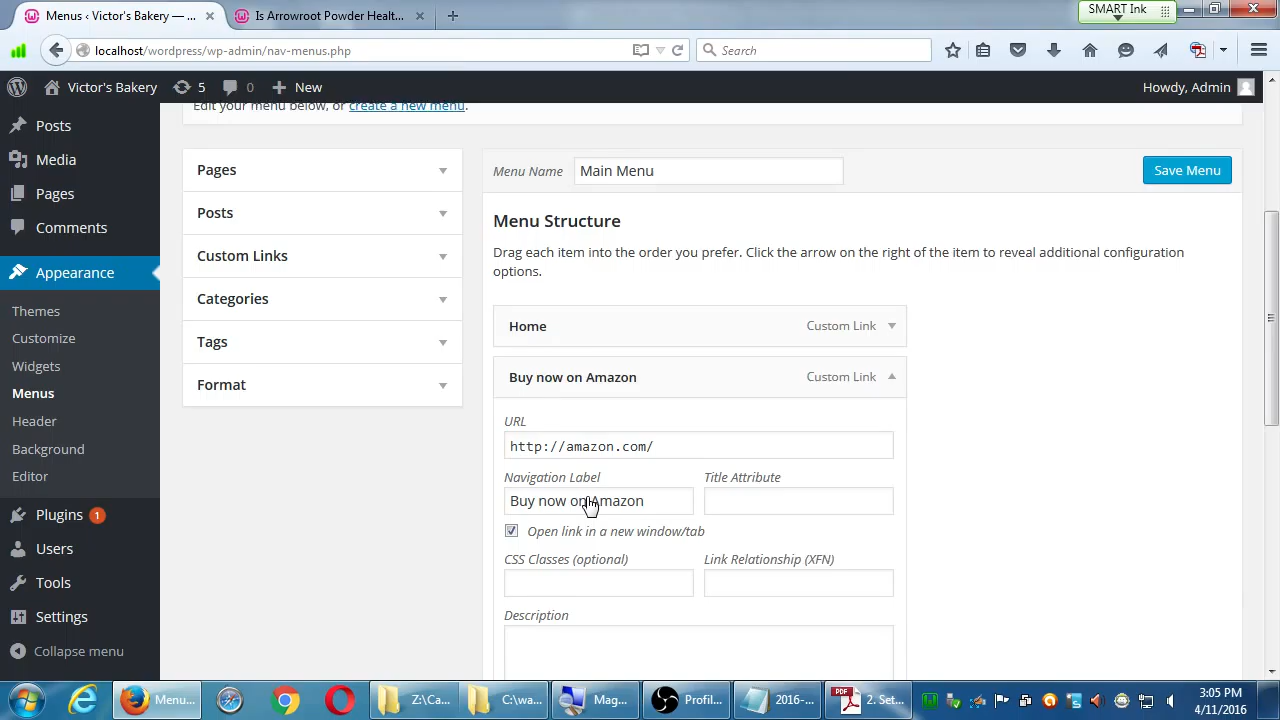 Menus ‹ Victor's Bakery — ...
Is Arrowroot Powder Healt...
SMART Ink
localhost/wordpress/wp-admin/nav-menus.php
Search
Victor's Bakery
5
0
New
Howdy, Admin
Edit your menu below, or create a new menu.
Posts
Media
Pages
Comments
Appearance
Themes
Customize
Widgets
Menus
Header
Background
Editor
Plugins 1
Users
Tools
Settings
Collapse menu
Pages
Posts
Custom Links
Categories
Tags
Format
Menu Name
Main Menu
Save Menu
Menu Structure
Drag each item into the order you prefer. Click the arrow on the right of the item to reveal additional configuration
options.
Home
Custom Link
Buy now on Amazon
Custom Link
URL
http://amazon.com/
Navigation Label
Title Attribute
Buy now on Amazon
Open link in a new window/tab
CSS Classes (optional)
Link Relationship (XFN)
Description
Menu...
Z:\Ca...
C:\wa...
Mag...
Profil...
2016-...
PDF
2. Set...
3:05 PM
4/11/2016